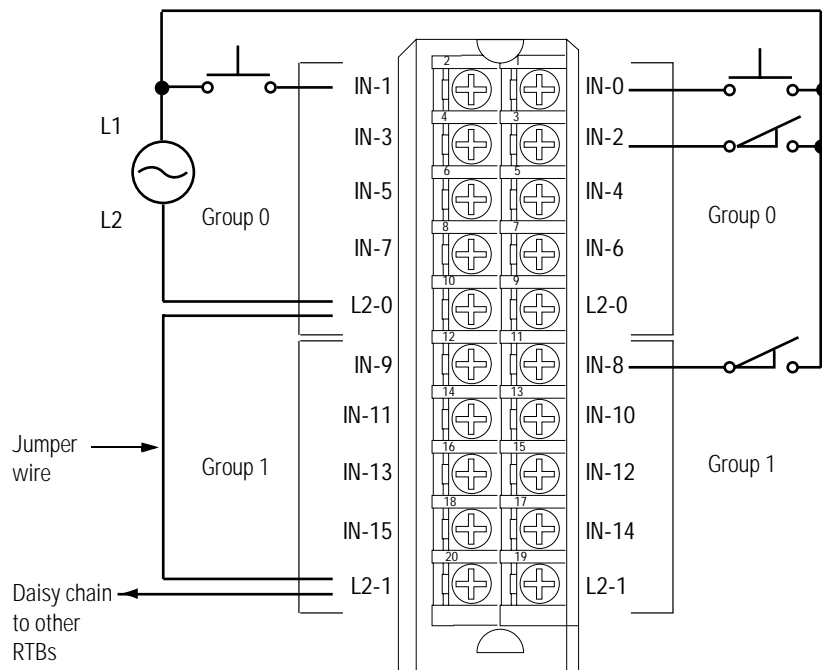 2 1
IN-1 IN-0
L1
4 3
IN-3 IN-2
6 5
IN-5 IN-4
L2 Group 0 Group 0
8 7
IN-7 IN-6
10 9
L2-0 L2-0
12 11
IN-9 IN-8
14 13
IN-11 IN-10
Jumper
wire
16 15
Group 1 IN-13 IN-12 Group 1
18 17
IN-15 IN-14
20 19
L2-1 L2-1
Daisy chain
to other
RTBs